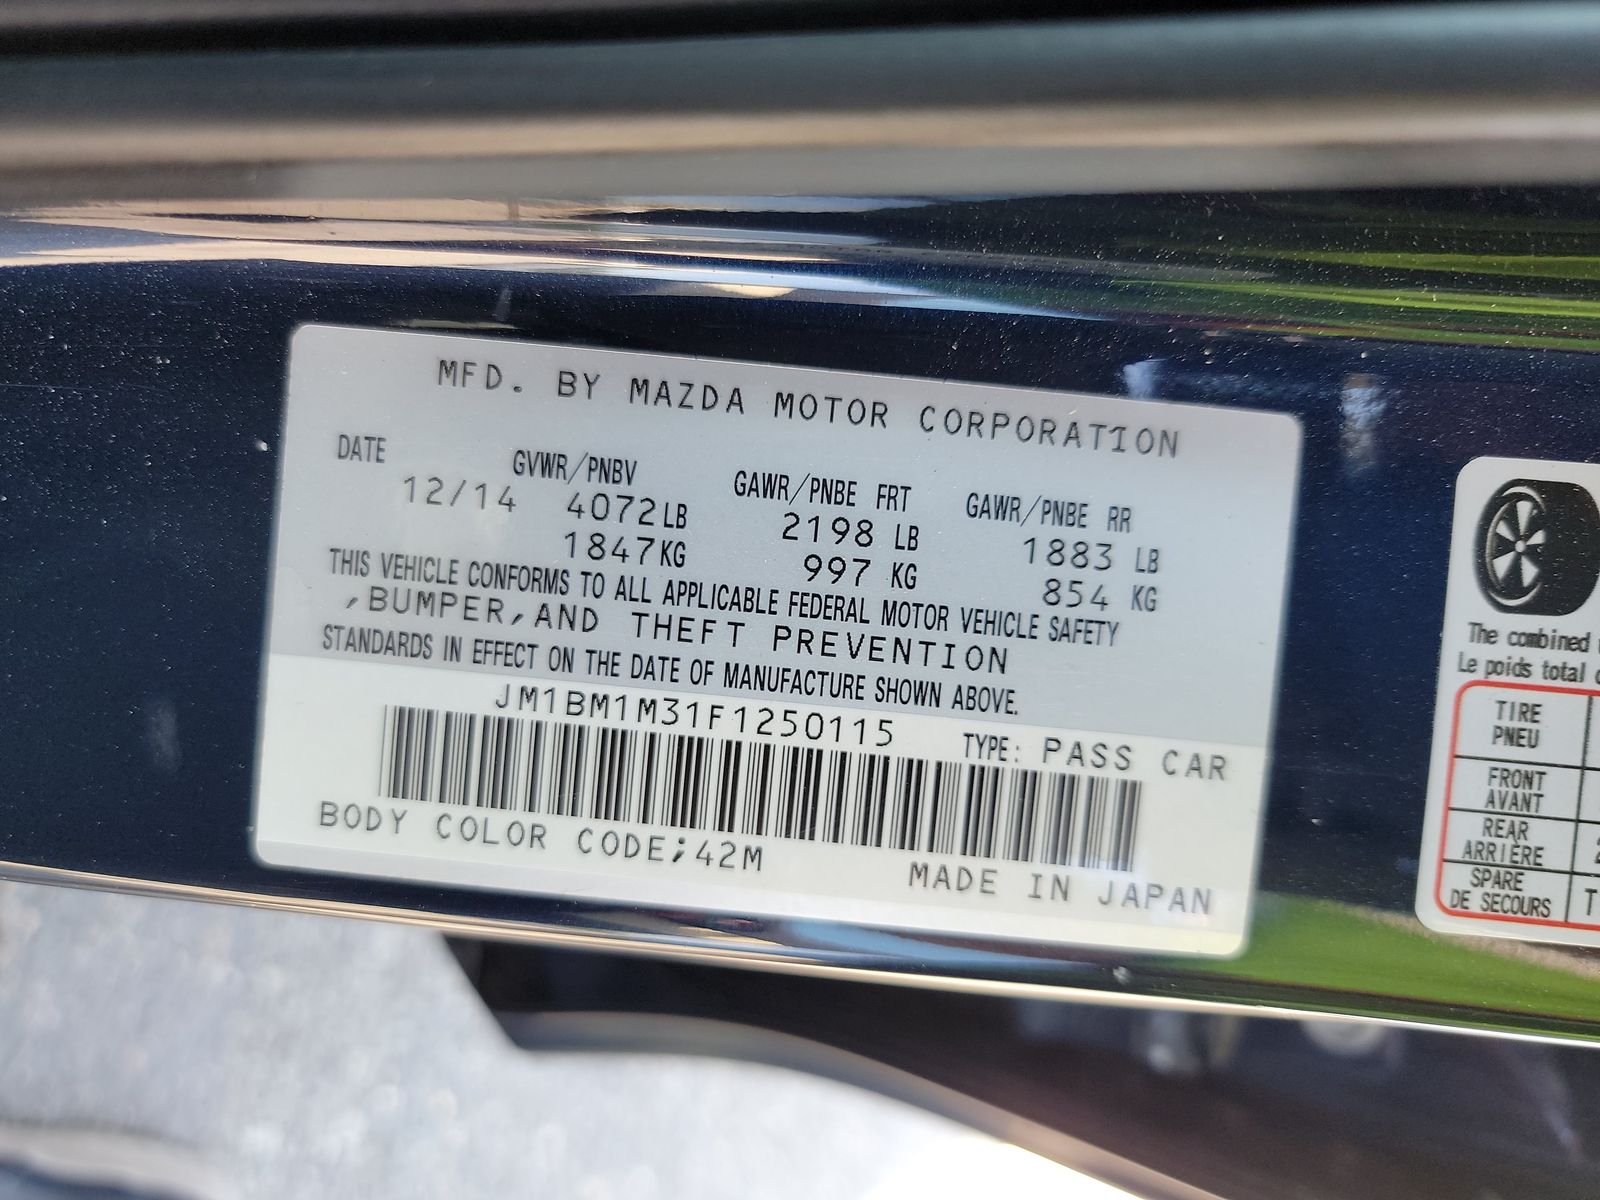 MFD. BY MAZDA MOTOR CORPORATION
DATE GVWR/PNBV GAWR/PNBE FRT GAWR/PNBE RR
12/14 4072LB 2198 LB 1883 LB
1847KG 997 KG 854 KG
THIS VEHICLE CONFORMS TO ALL APPLICABLE FEDERAL MOTOR VEHICLE SAFETY
,BUMPER,AND THEFT PREVENTION
STANDARDS IN EFFECT ON THE DATE OF MANUFACTURE SHOWN ABOVE.
JM1BM1M31F1250115 TYPE: PASS CAR
BODY COLOR CODE;42M MADE IN JAPAN
The combined
Le poids total
TIRE
PNEU
FRONT
AVANT
REAR
ARRIÈRE
SPARE
DE SECOURS